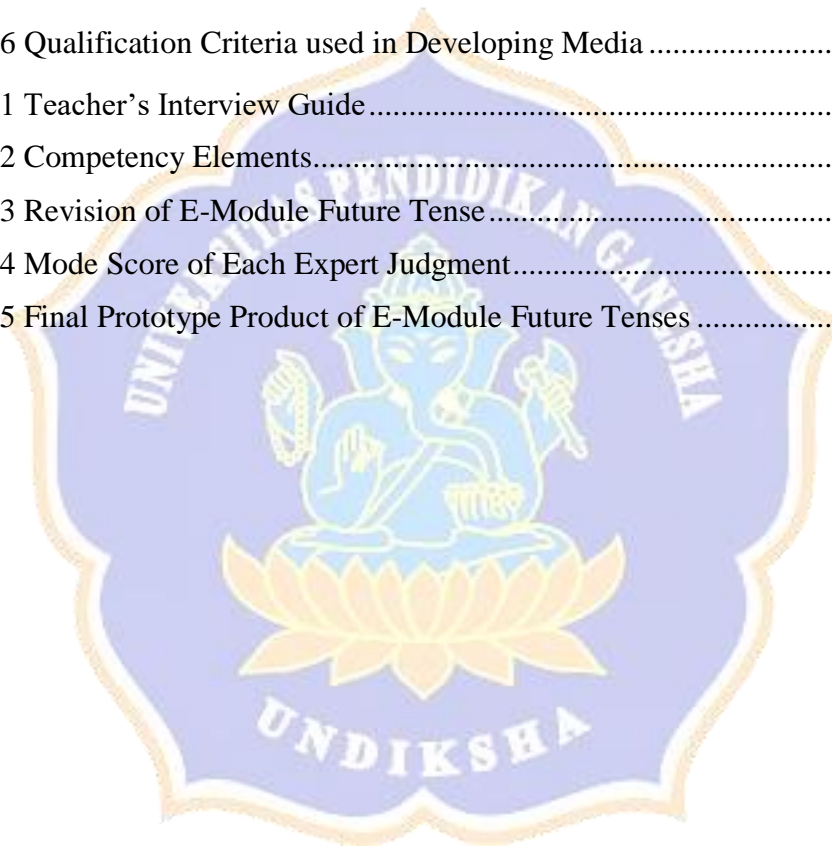 6 Qualification Criteria used in Developing Media ......................
1 Teacher's Interview Guide..........................................................
2 Competency Elements.................................................................
3 Revision of E-Module Future Tense...........................................
4 Mode Score of Each Expert Judgment........................................
5 Final Prototype Product of E-Module Future Tenses .................
UNIVERSITAS PENDIDIKAN GANESHA
UNDIKSHA